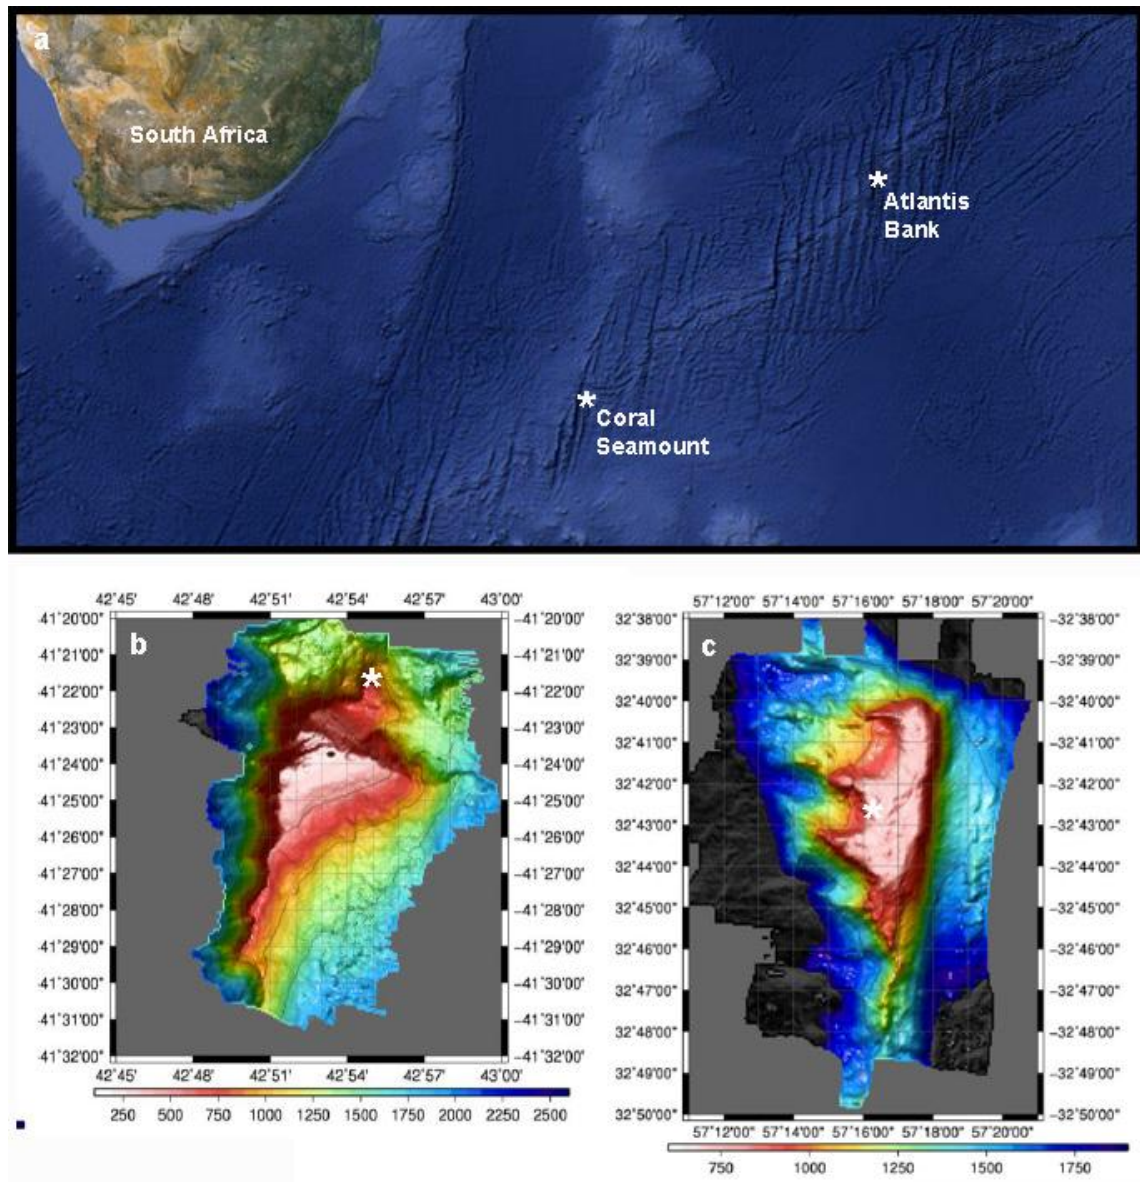 a
South Africa
*
Atlantis
Bank
*
Coral
Seamount
42˚45' 42˚48' 42˚51' 42˚54' 42˚57' 43˚00'
41˚20'00" −41˚20'00"
b
41˚21'00" −41˚21'00"
*
41˚22'00" −41˚22'00"
41˚23'00" −41˚23'00"
41˚24'00" −41˚24'00"
41˚25'00" −41˚25'00"
41˚26'00" −41˚26'00"
41˚27'00" −41˚27'00"
41˚28'00" −41˚28'00"
41˚29'00" −41˚29'00"
41˚30'00" −41˚30'00"
41˚31'00" −41˚31'00"
41˚32'00" −41˚32'00"
42˚45' 42˚48' 42˚51' 42˚54' 42˚57' 43˚00'
250 500 750 1000 1250 1500 1750 2000 2250 2500
57˚12'00" 57˚14'00" 57˚16'00" 57˚18'00" 57˚20'00"
32˚38'00" −32˚38'00"
c
32˚39'00" −32˚39'00"
32˚40'00" −32˚40'00"
32˚41'00" −32˚41'00"
32˚42'00" −32˚42'00"
*
32˚43'00" −32˚43'00"
32˚44'00" −32˚44'00"
32˚45'00" −32˚45'00"
32˚46'00" −32˚46'00"
32˚47'00" −32˚47'00"
32˚48'00" −32˚48'00"
32˚49'00" −32˚49'00"
32˚50'00" −32˚50'00"
57˚12'00" 57˚14'00" 57˚16'00" 57˚18'00" 57˚20'00"
750 1000 1250 1500 1750